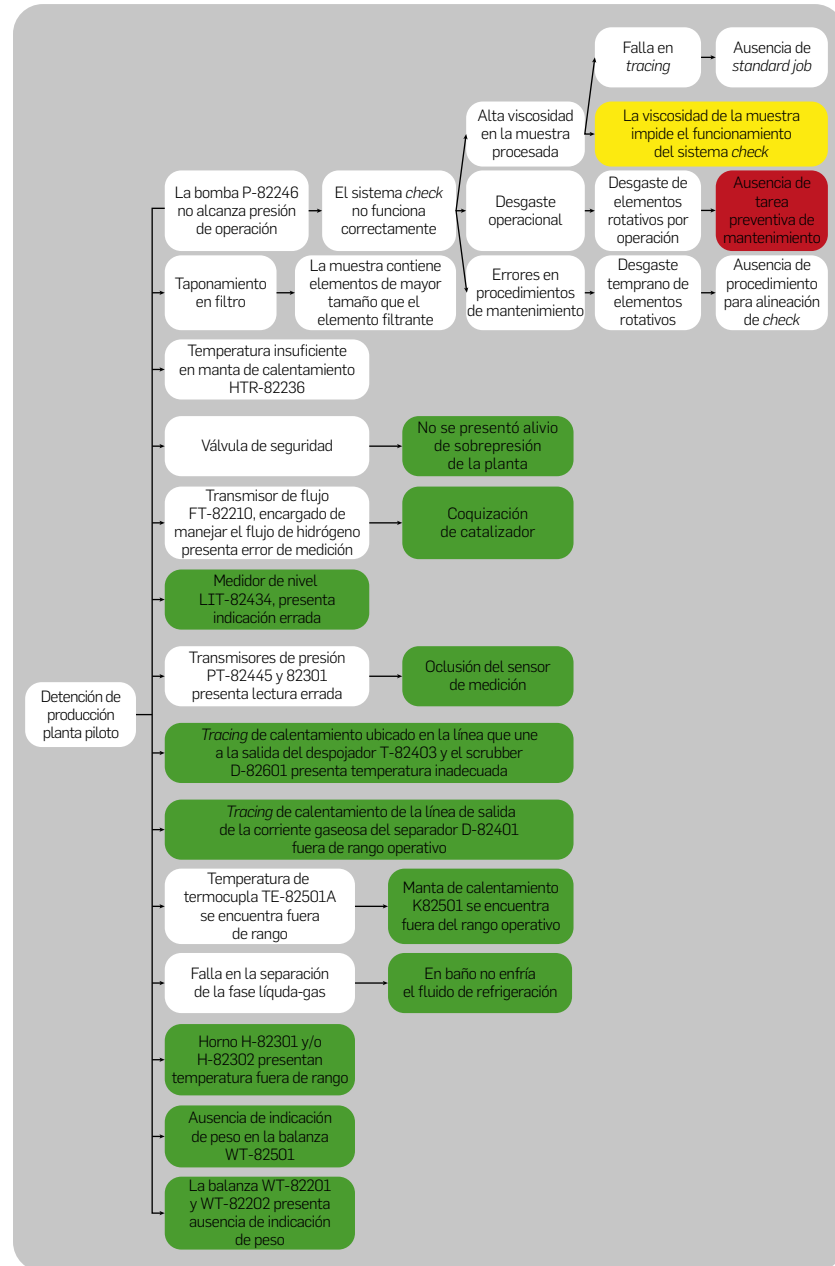 Falla en
tracing
Ausencia de
standard job
Alta viscosidad
en la muestra
procesada
La viscosidad de la muestra
impide el funcionamiento
del sistema check
La bomba P-82246
no alcanza presión
de operación
El sistema check
no funciona
correctamente
Desgaste
operacional
Desgaste de
elementos
rotativos por
operación
Ausencia de
tarea
preventiva de
mantenimiento
Taponamiento
en filtro
La muestra contiene
elementos de mayor
tamaño que el
elemento filtrante
Errores en
procedimientos
de mantenimiento
Desgaste
temprano de
elementos
rotativos
Ausencia de
procedimiento
para alineación
de check
Temperatura insuficiente
en manta de calentamiento
HTR-82236
Válvula de seguridad
No se presentó alivio
de sobrepresión
de la planta
Transmisor de flujo
FT-82210, encargado de
manejar el flujo de hidrógeno
presenta error de medición
Coquización
de catalizador
Medidor de nivel
LIT-82434, presenta
indicación errada
Detención de
producción
planta piloto
Transmisores de presión
PT-82445 y 82301
presenta lectura errada
Oclusión del sensor
de medición
Tracing de calentamiento ubicado en la línea que une
a la salida del despojador T-82403 y el scrubber
D-82601 presenta temperatura inadecuada
Tracing de calentamiento de la línea de salida
de la corriente gaseosa del separador D-82401
fuera de rango operativo
Temperatura de
termocupla TE-82501A
se encuentra fuera
de rango
Manta de calentamiento
K82501 se encuentra
fuera del rango operativo
Falla en la separación
de la fase líquda-gas
En baño no enfría
el fluido de refrigeración
Horno H-82301 y/o
H-82302 presentan
temperatura fuera de rango
Ausencia de indicación
de peso en la balanza
WT-82501
La balanza WT-82201
y WT-82202 presenta
ausencia de indicación
de peso